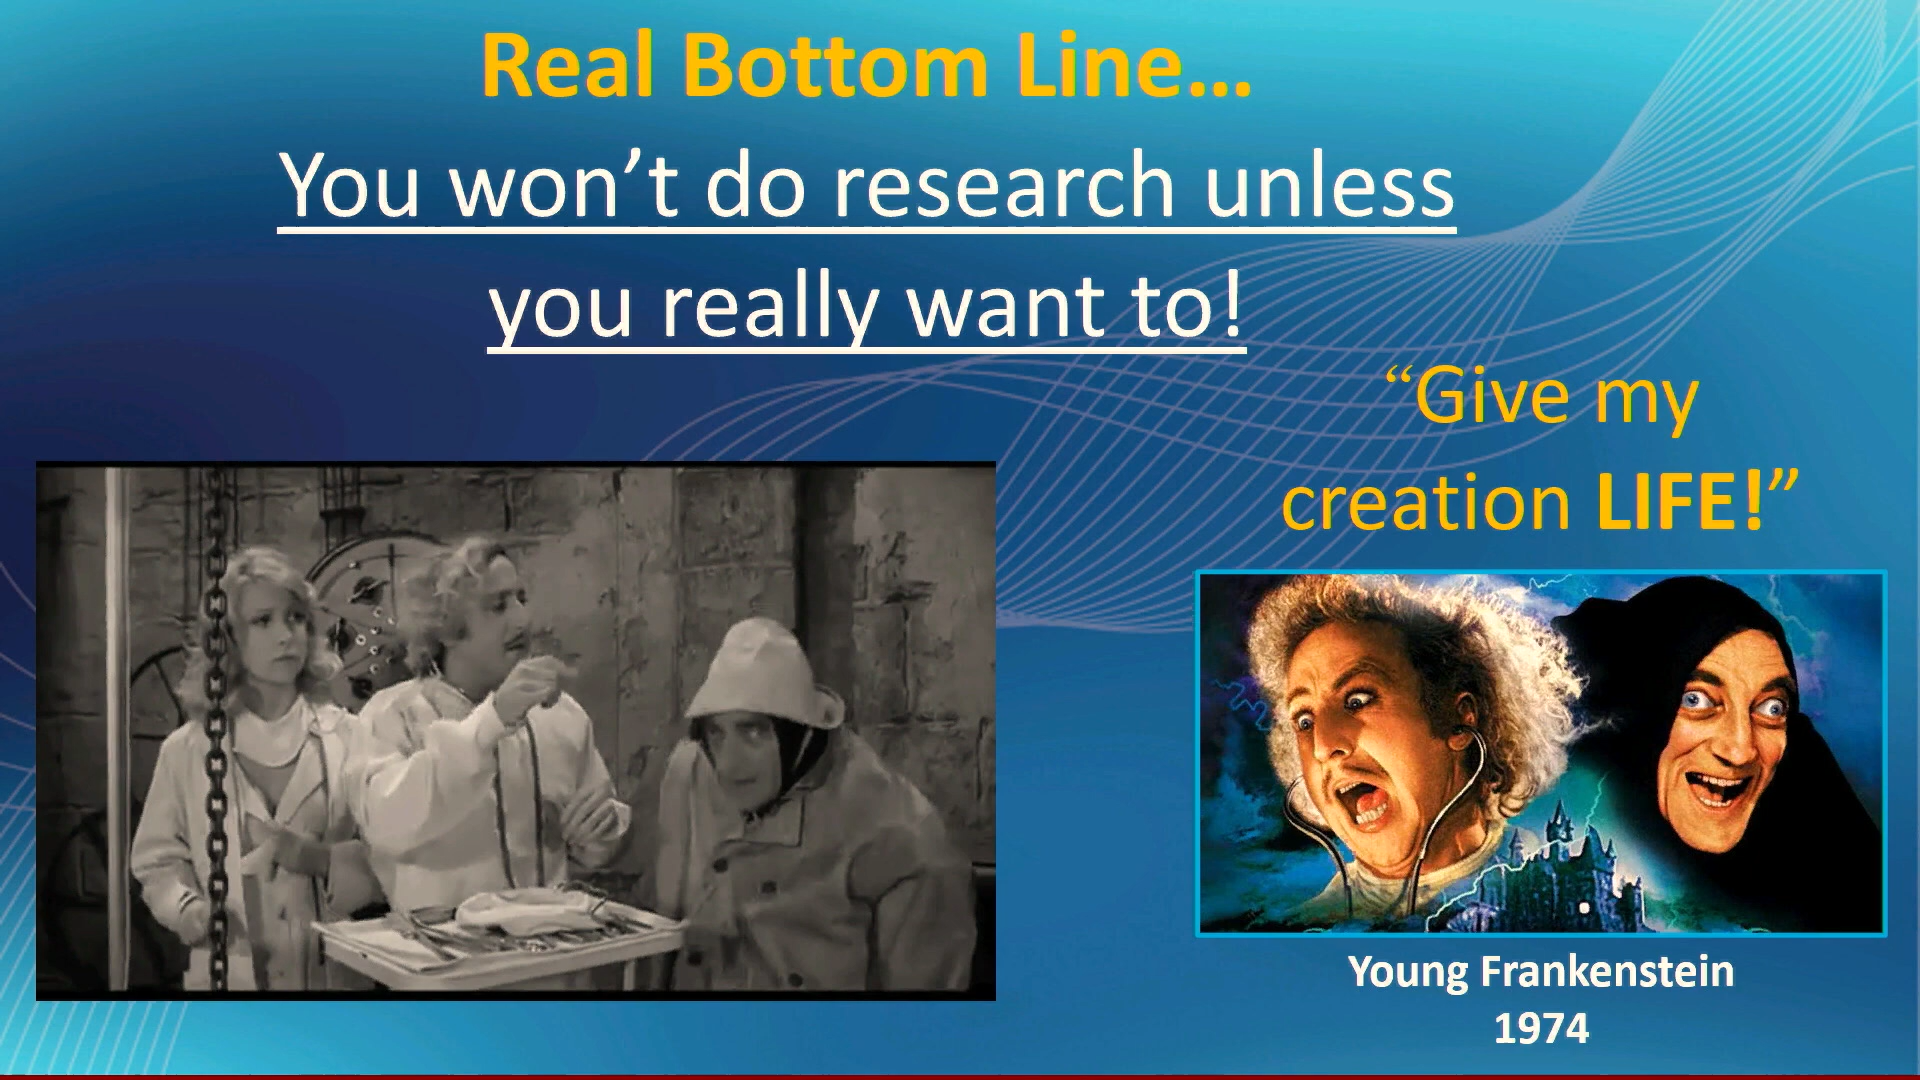 Real Bottom Line…
You won’t do research unless
you really want to!
“Give my
creation LIFE!”
Young Frankenstein
1974